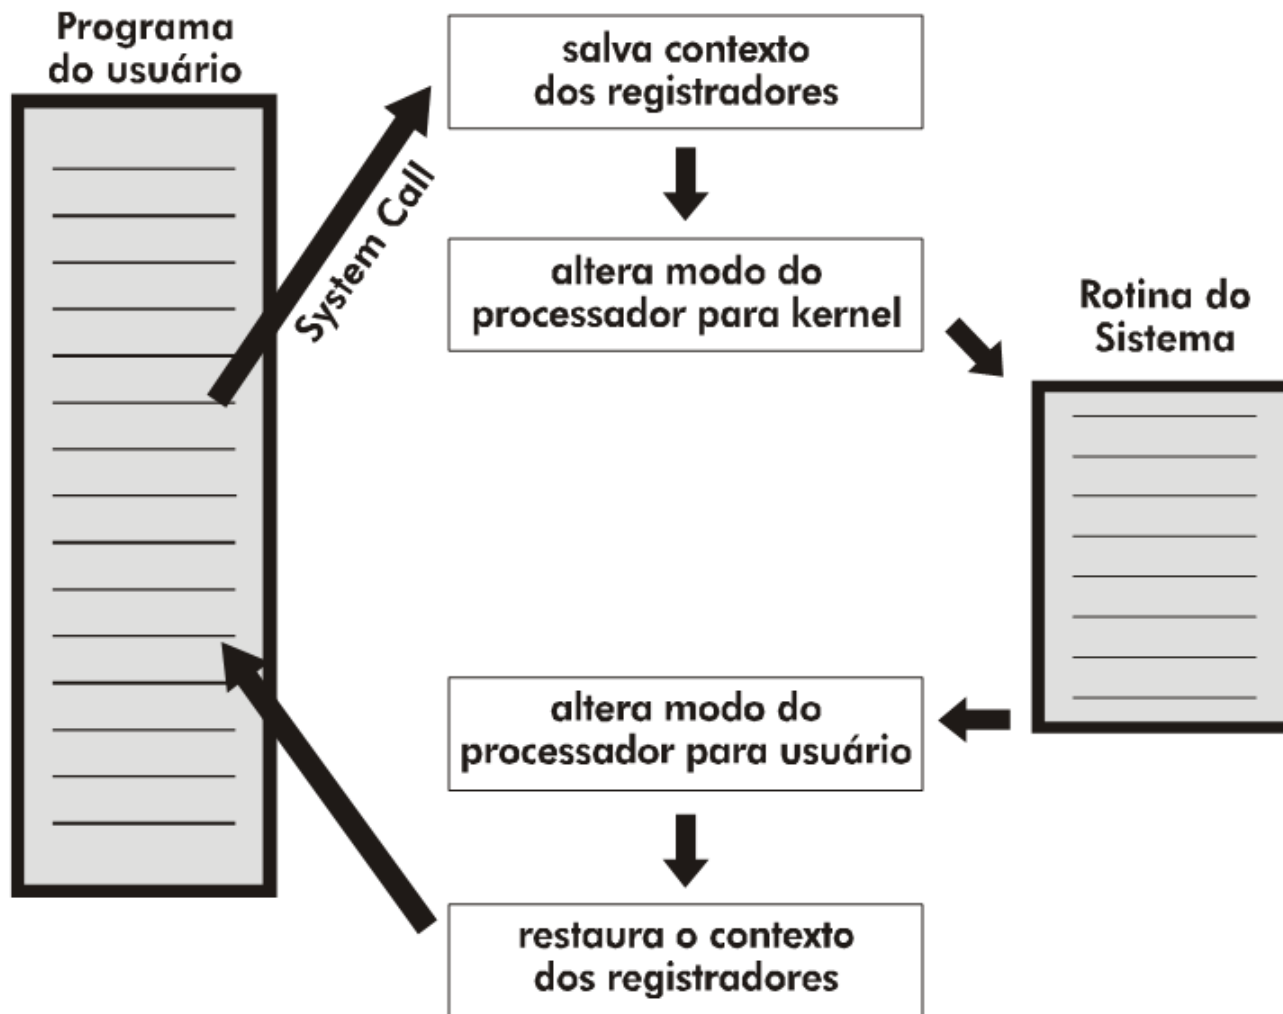 Programa
do usuário
salva contexto
dos registradores
System Call
altera modo do
processador para kernel
Rotina do
Sistema
altera modo do
processador para usuário
restaura o contexto
dos registradores